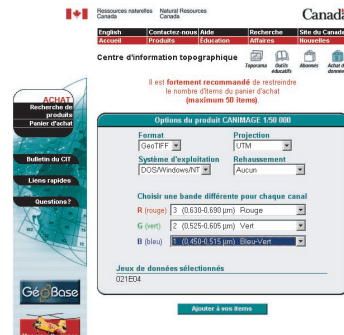 Ressources naturelles Canada
Natural Resources Canada
Canada
English Contactez-nous Aide Recherche Site du Canada
Accueil Produits Éducation Affaires Nouvelles
Centre d'information topographique
Toporama Outils éducatifs Abonnés Achat de données
Il est fortement recommandé de restreindre
le nombre d'items du panier d'achat
(maximum 50 items).
ACHAT
Recherche de produits
Panier d'achat
Bulletin du CIT
Liens rapides
Questions?
GéoBase
Options du produit CANIMAGE 1/50 000
Format Projection
GeoTIFF UTM
Système d'exploitation Rehaussement
DOS/Windows/NT Aucun
Choisir une bande différente pour chaque canal
R (rouge) 3 (0,630-0,690 µm) Rouge
G (vert) 2 (0,525-0,605 µm) Vert
B (bleu) 1 (0,450-0,515 µm) Bleu-Vert
Jeux de données sélectionnés
021E04
Ajouter à vos items